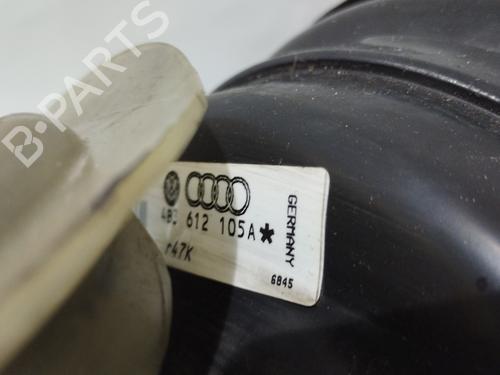 B-PARTS
4B3 612 105A*
r47K
GERMANY
6845